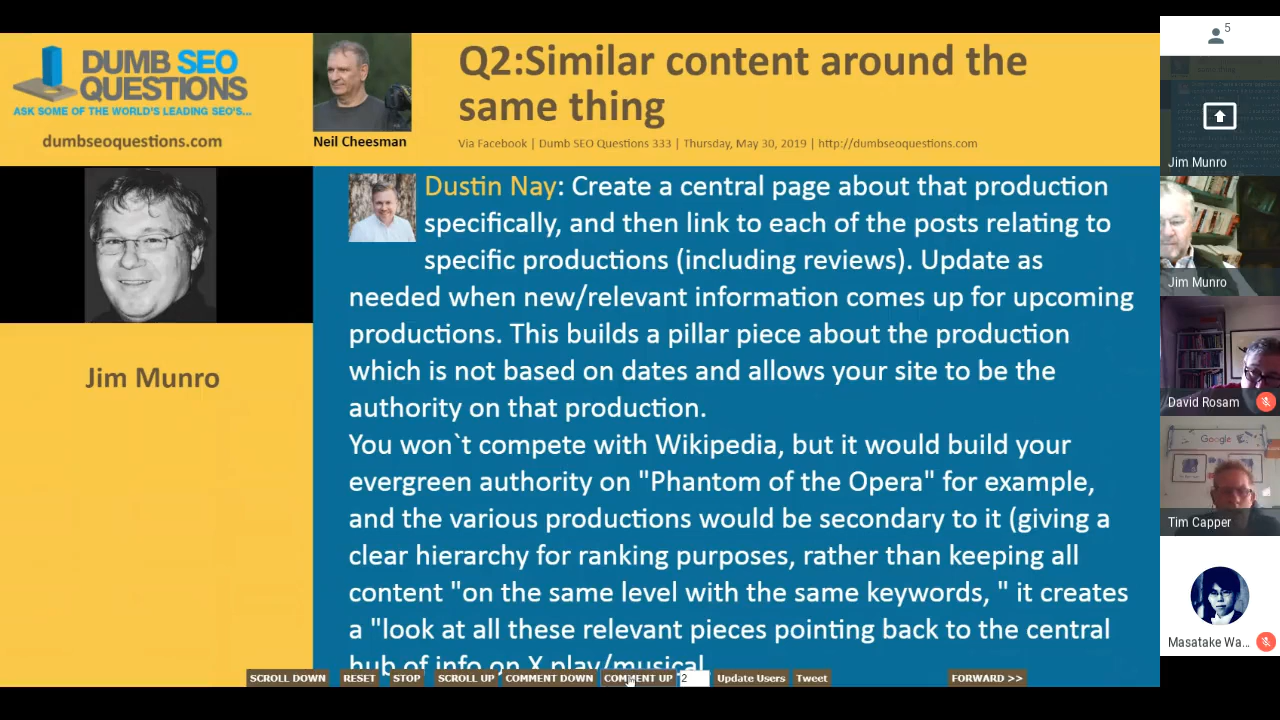 DUMB SEO
QUESTIONS
ASK SOME OF THE WORLD'S LEADING SEO'S...
dumbseoquestions.com
Neil Cheesman
Q2:Similar content around the
same thing
Via Facebook | Dumb SEO Questions 333 | Thursday, May 30, 2019 | http://dumbseoquestions.com
Jim Munro
Dustin Nay: Create a central page about that production
specifically, and then link to each of the posts relating to
specific productions (including reviews). Update as
needed when new/relevant information comes up for upcoming
productions. This builds a pillar piece about the production
which is not based on dates and allows your site to be the
authority on that production.
You won`t compete with Wikipedia, but it would build your
evergreen authority on "Phantom of the Opera" for example,
and the various productions would be secondary to it (giving a
clear hierarchy for ranking purposes, rather than keeping all
content "on the same level with the same keywords, " it creates
a "look at all these relevant pieces pointing back to the central
hub of info on X play/musical
SCROLL DOWN RESET STOP SCROLL UP COMMENT DOWN COMMENT UP 2 Update Users Tweet FORWARD >>
5
Jim Munro
Jim Munro
David Rosam
Google
Tim Capper
Masatake Wa...